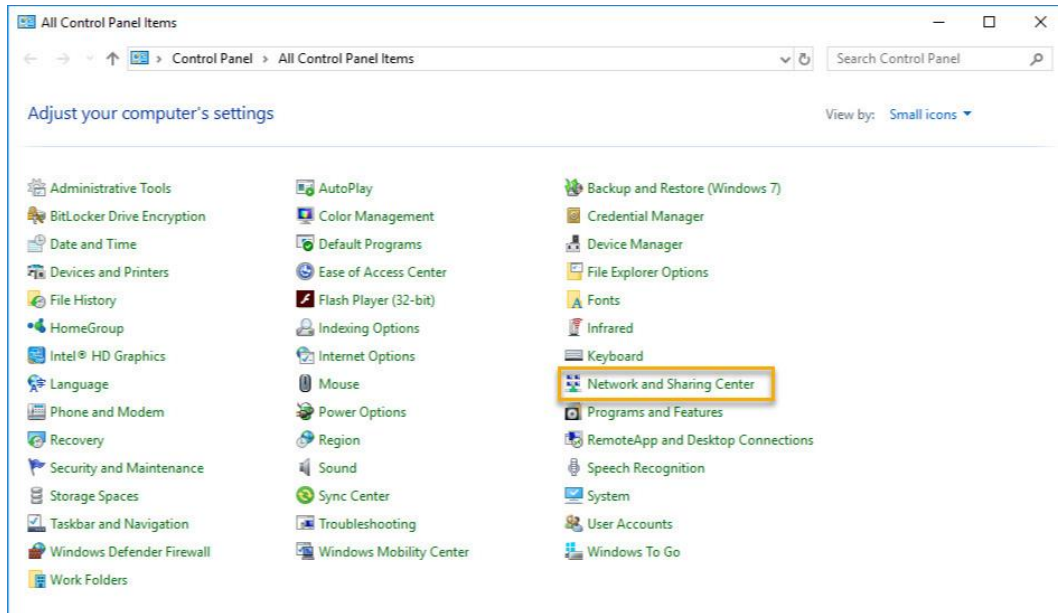 All Control Panel Items
Control Panel > All Control Panel Items
Search Control Panel
Adjust your computer's settings
View by: Small icons
Administrative Tools AutoPlay Backup and Restore (Windows 7)
BitLocker Drive Encryption Color Management Credential Manager
Date and Time Default Programs Device Manager
Devices and Printers Ease of Access Center File Explorer Options
File History Flash Player (32-bit) Fonts
HomeGroup Indexing Options Infrared
Intel® HD Graphics Internet Options Keyboard
Language Mouse Network and Sharing Center
Phone and Modem Power Options Programs and Features
Recovery Region RemoteApp and Desktop Connections
Security and Maintenance Sound Speech Recognition
Storage Spaces Sync Center System
Taskbar and Navigation Troubleshooting User Accounts
Windows Defender Firewall Windows Mobility Center Windows To Go
Work Folders